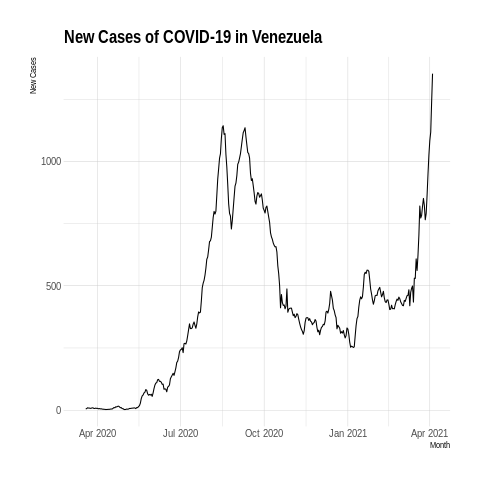 New Cases of COVID-19 in Venezuela
New Cases
1000
500
0
Apr 2020
Jul 2020
Oct 2020
Jan 2021
Apr 2021
Month